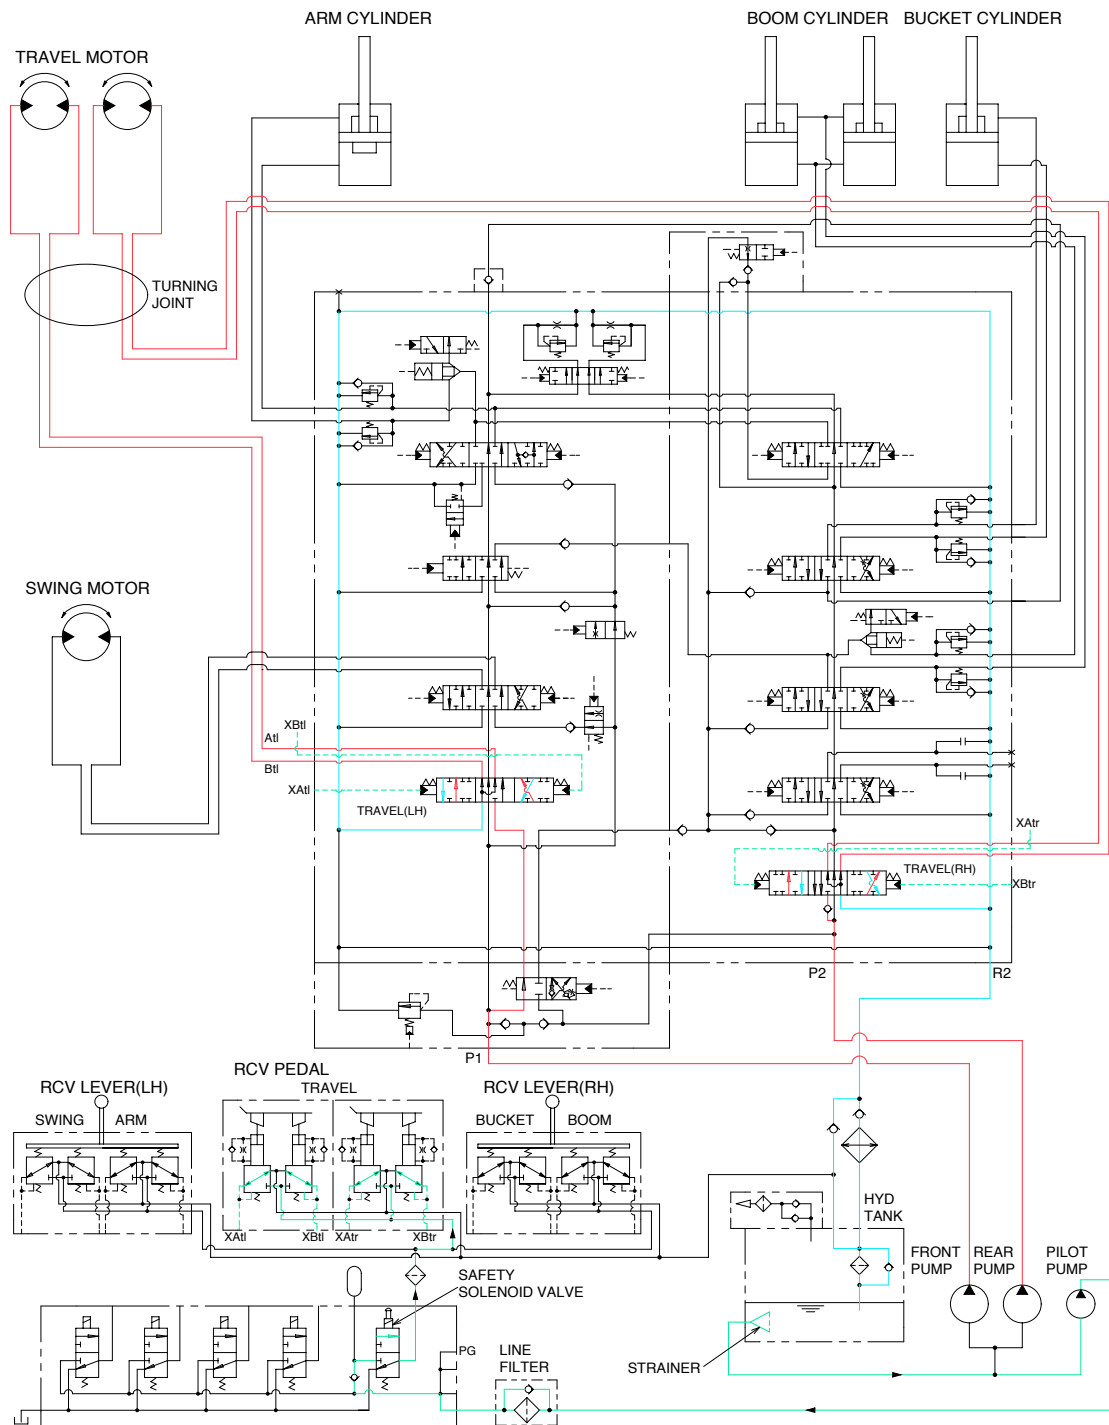 ARM CYLINDER
BOOM CYLINDER
BUCKET CYLINDER
TRAVEL MOTOR
TURNING
JOINT
SWING MOTOR
XBtl
Atl
Btl
XAtl
TRAVEL(LH)
XAtr
TRAVEL(RH)
XBtr
P2
R2
P1
RCV LEVER(LH)
RCV PEDAL
TRAVEL
RCV LEVER(RH)
SWING
ARM
BUCKET
BOOM
XAtl
XBtl
XAtr
XBtr
HYD
TANK
FRONT
PUMP
REAR
PUMP
PILOT
PUMP
SAFETY
SOLENOID VALVE
PG
LINE
FILTER
STRAINER